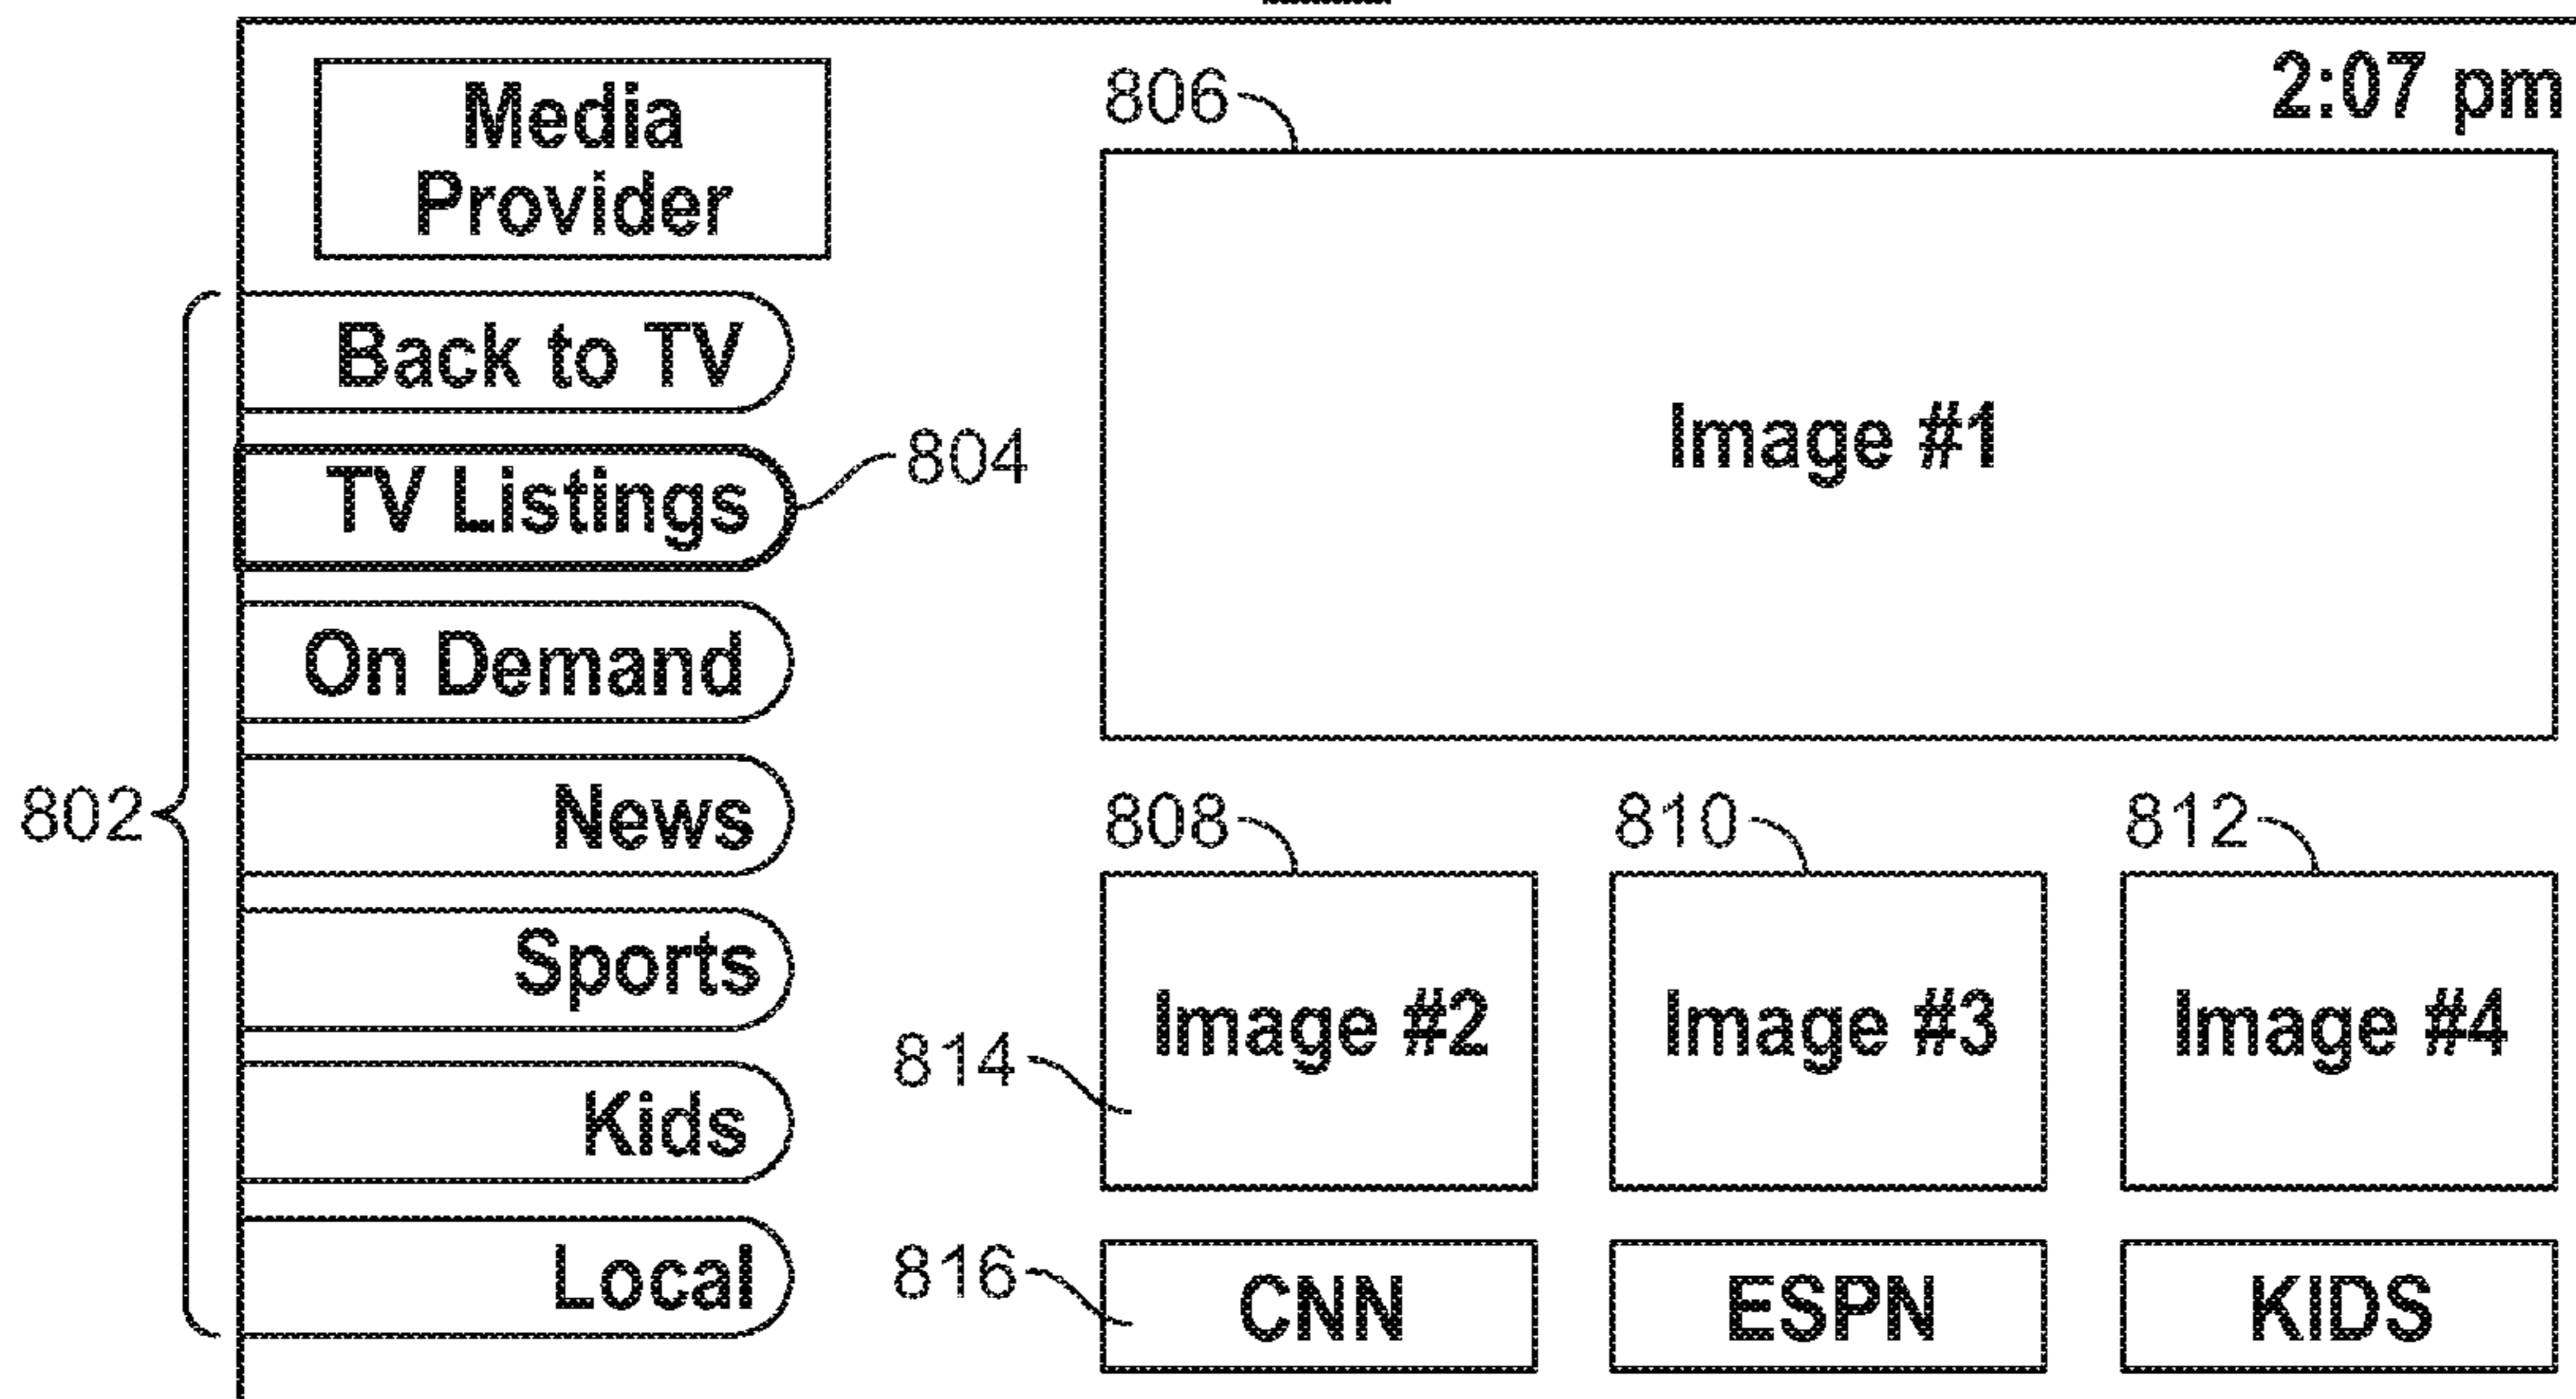 Media
Provider
2:07 pm
806
Image #1
Back to TV
TV Listings
804
On Demand
News
Sports
Kids
Local
802
808
810
812
Image #2
Image #3
Image #4
814
816
CNN
ESPN
KIDS